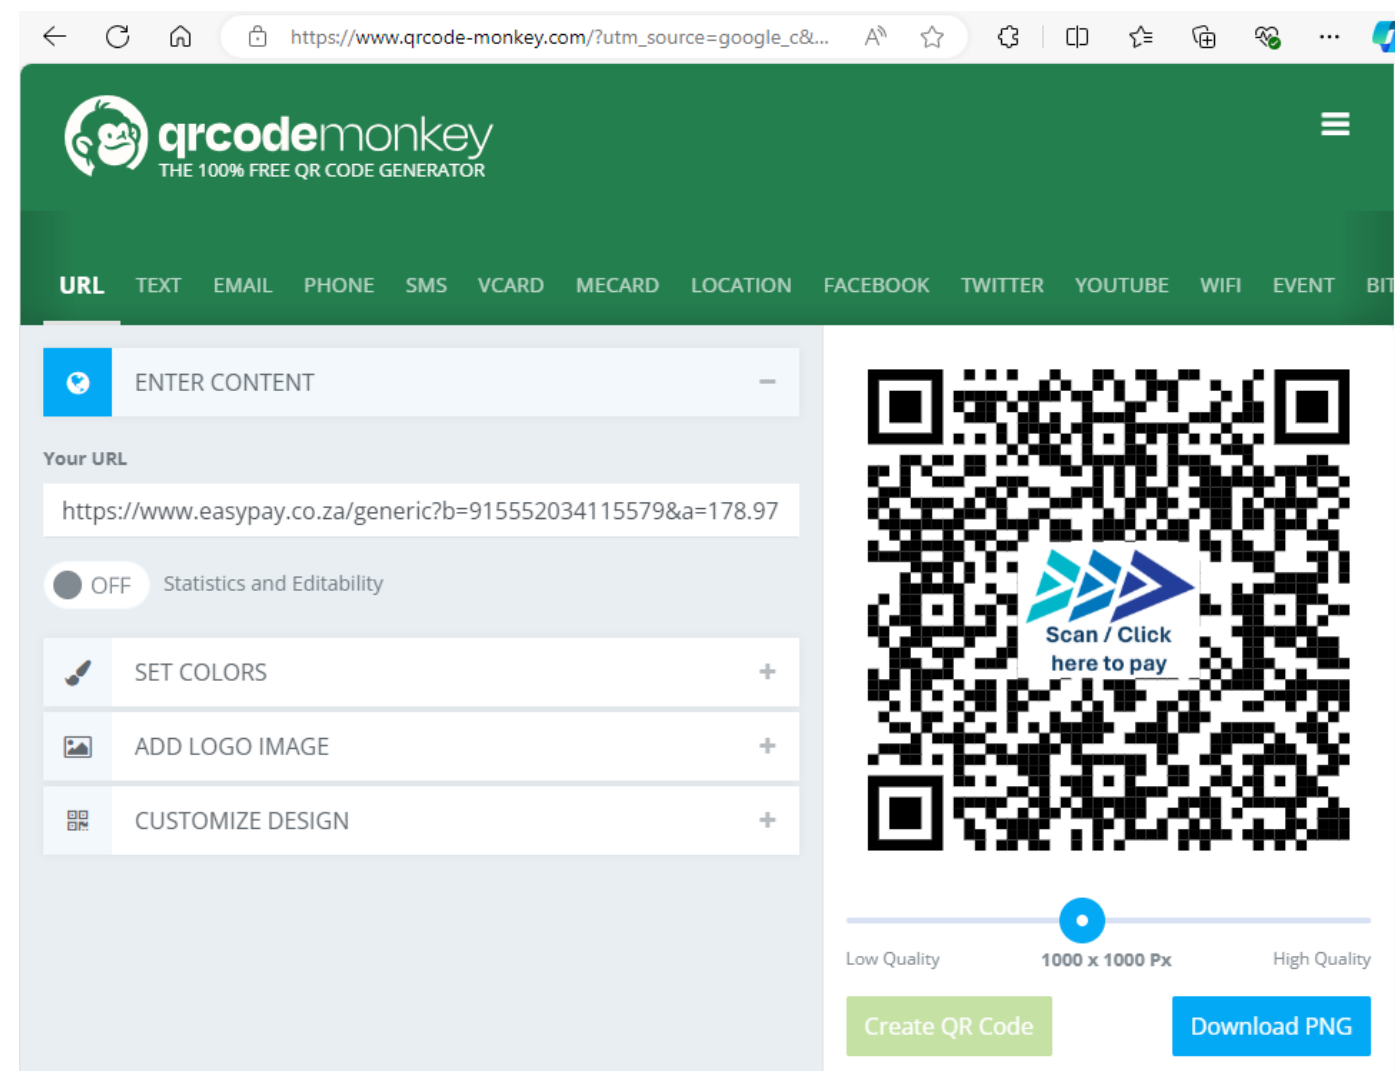 https://www.qrcode-monkey.com/?utm_source=google_c&...
qrcodemonkey
THE 100% FREE QR CODE GENERATOR
URL TEXT EMAIL PHONE SMS VCARD MECARD LOCATION FACEBOOK TWITTER YOUTUBE WIFI EVENT BIT
ENTER CONTENT
Your URL
https://www.easypay.co.za/generic?b=915552034115579&a=178.97
OFF Statistics and Editability
SET COLORS
ADD LOGO IMAGE
CUSTOMIZE DESIGN
Scan / Click
here to pay
Low Quality 1000 x 1000 Px High Quality
Create QR Code Download PNG